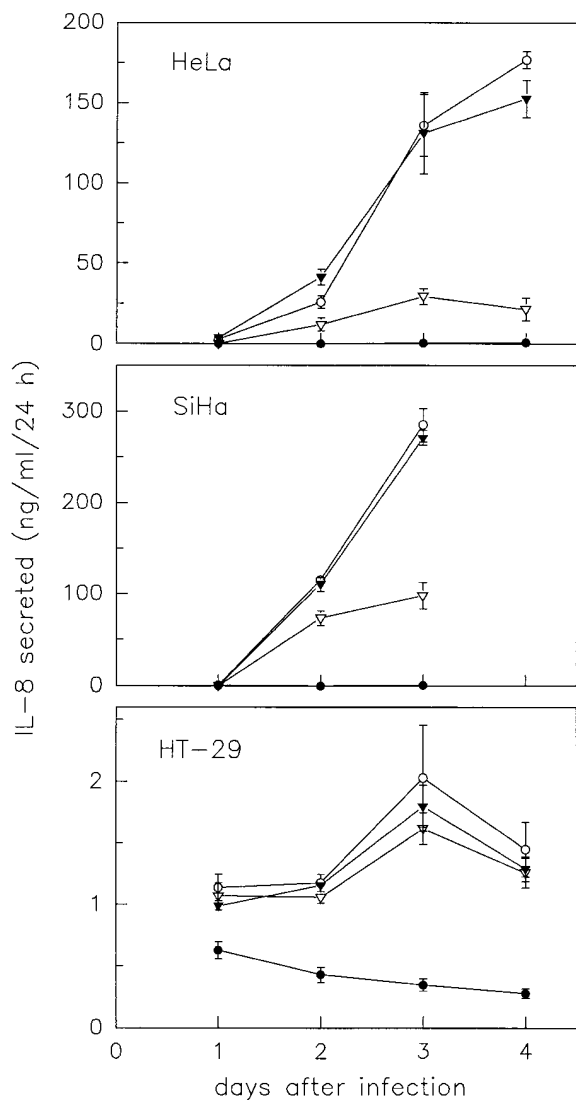 200
HeLa
150
100
50
0
SiHa
300
200
100
0
IL-8 secreted (ng/ml/24 h)
HT-29
2
1
0
0 1 2 3 4
days after infection